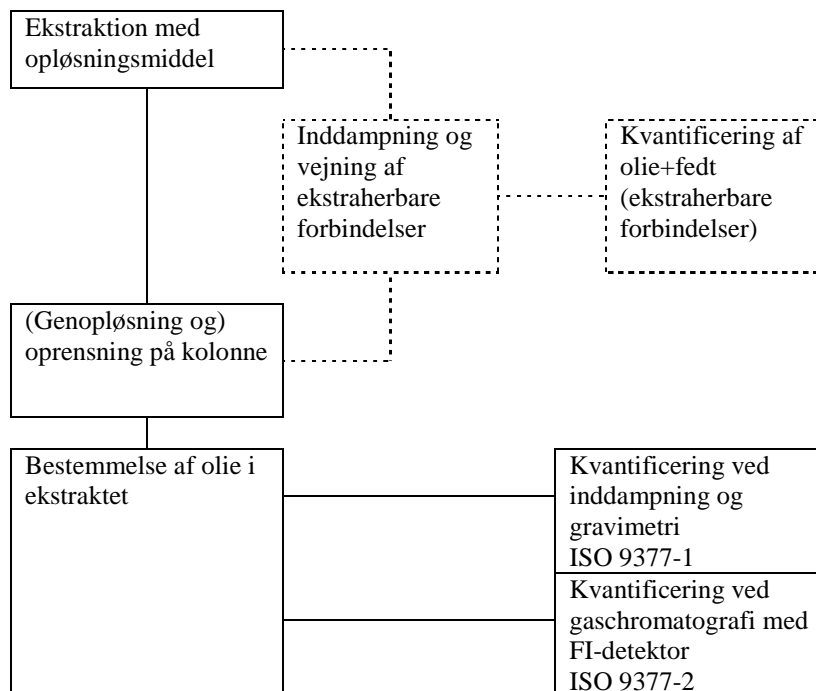 Ekstraktion med
opløsningsmiddel
Inddampning og
vejning af
ekstraherbare
forbindelser
Kvantificering af
olie+fedt
(ekstraherbare
forbindelser)
(Genopløsning og)
oprensning på kolonne
Bestemmelse af olie i
ekstraktet
Kvantificering ved
inddampning og
gravimetri
ISO 9377-1
Kvantificering ved
gaschromatografi med
FI-detektor
ISO 9377-2